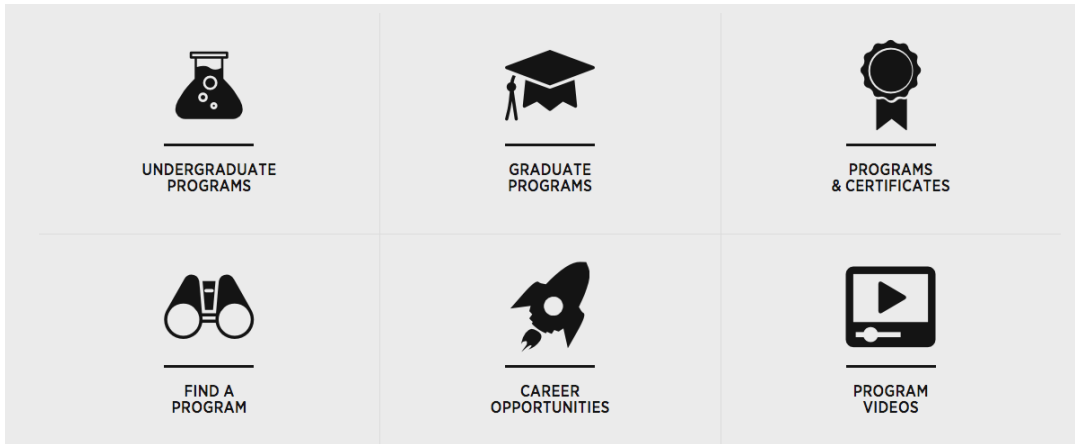 UNDERGRADUATE
PROGRAMS
GRADUATE
PROGRAMS
PROGRAMS
& CERTIFICATES
FIND A
PROGRAM
CAREER
OPPORTUNITIES
PROGRAM
VIDEOS